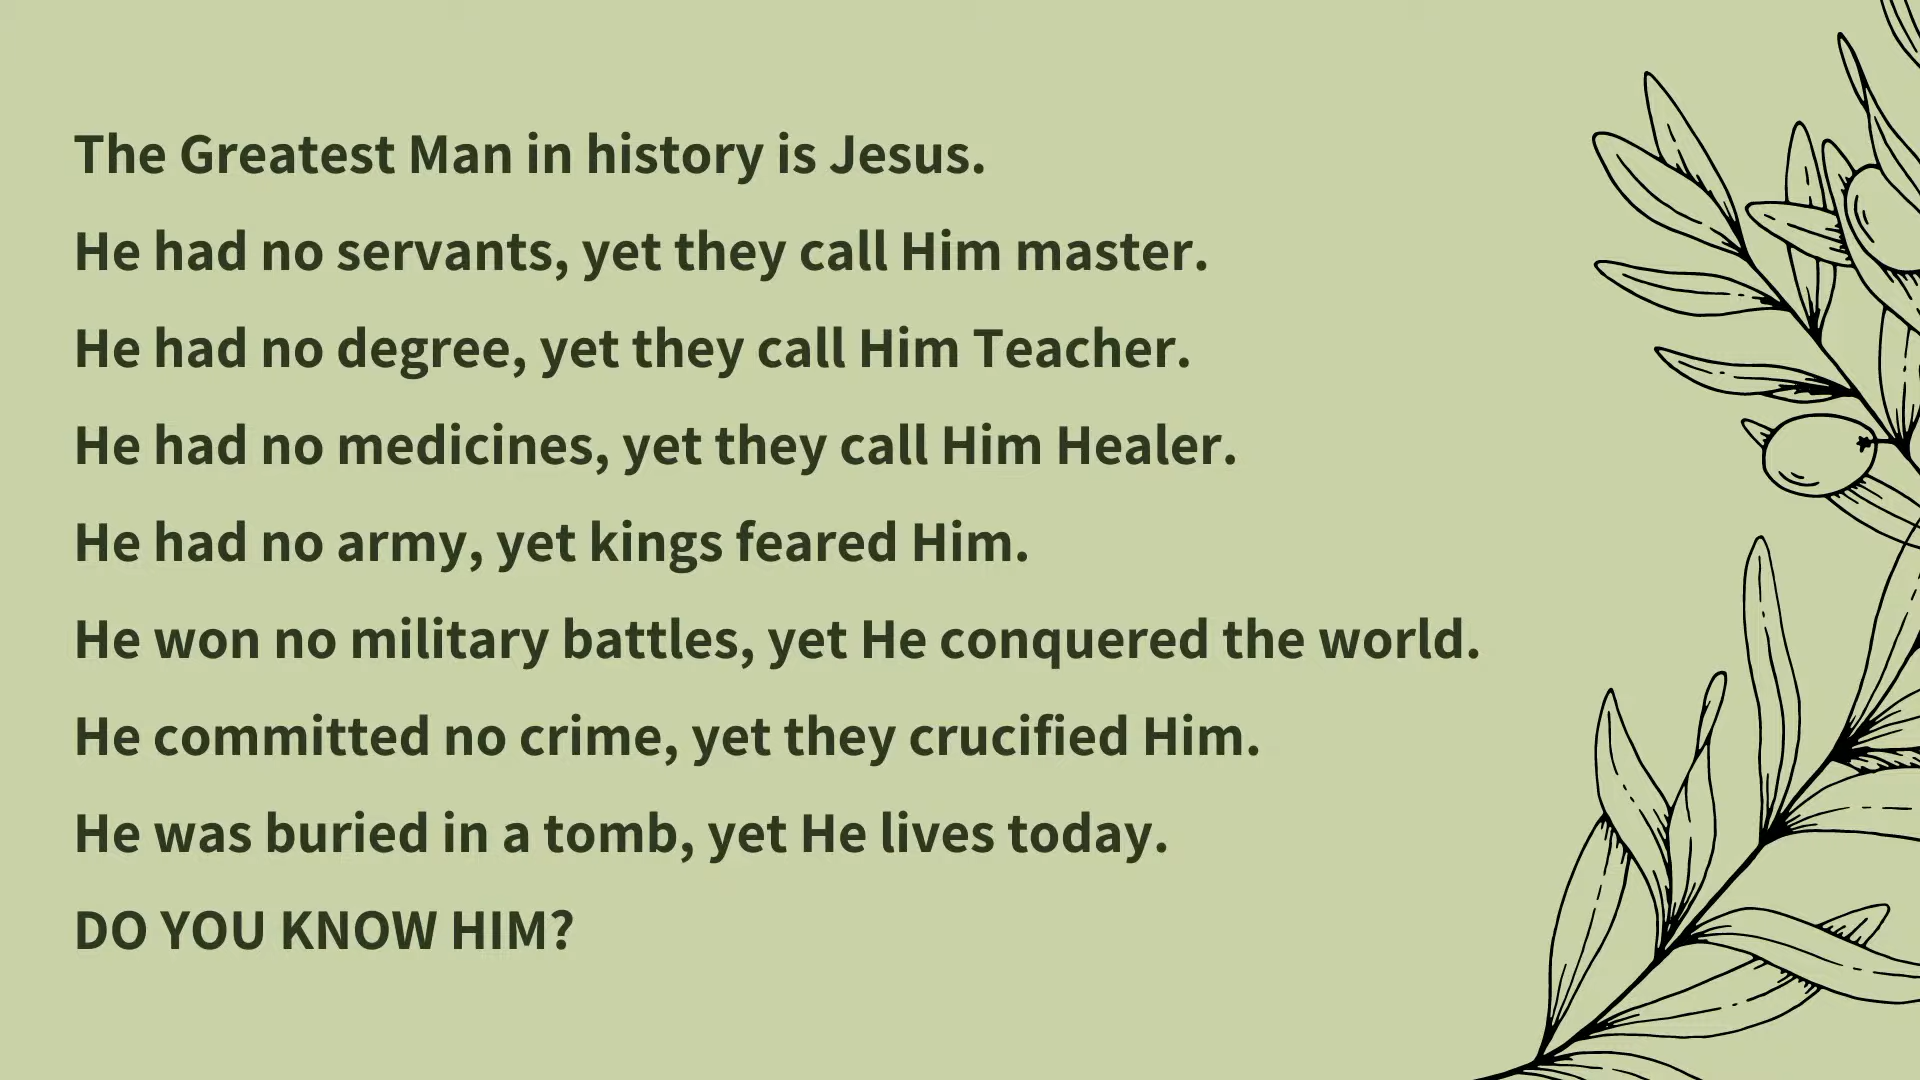 The Greatest Man in history is Jesus.
He had no servants, yet they call Him master.
He had no degree, yet they call Him Teacher.
He had no medicines, yet they call Him Healer.
He had no army, yet kings feared Him.
He won no military battles, yet He conquered the world.
He committed no crime, yet they crucified Him.
He was buried in a tomb, yet He lives today.
DO YOU KNOW HIM?